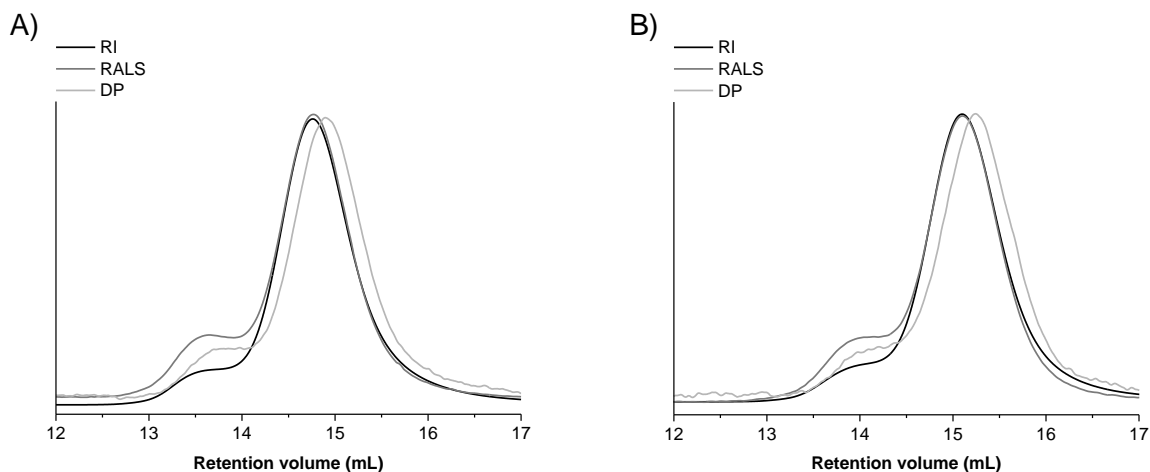 A)
RI
RALS
DP
12 13 14 15 16 17
Retention volume (mL)
B)
RI
RALS
DP
12 13 14 15 16 17
Retention volume (mL)